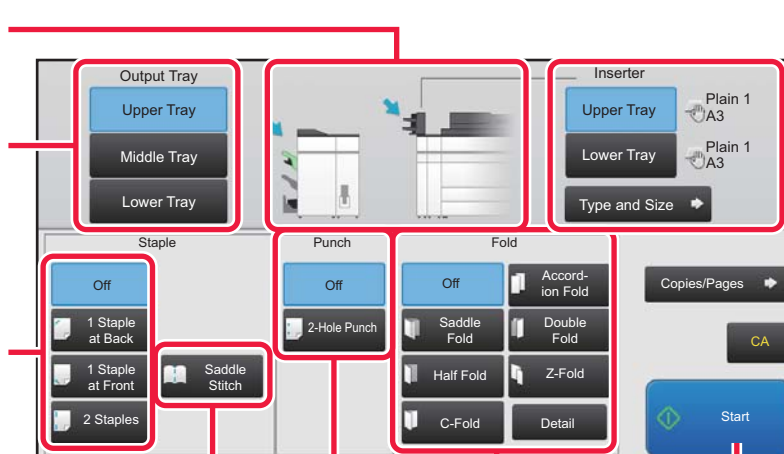 Output Tray
Upper Tray
Middle Tray
Lower Tray
Inserter
Upper Tray
Plain 1
A3
Lower Tray
Plain 1
A3
Type and Size
Staple
Off
1 Staple
at Back
1 Staple
at Front
2 Staples
Saddle
Stitch
Punch
Off
2-Hole Punch
Fold
Off
Accord-
ion Fold
Saddle
Fold
Double
Fold
Half Fold
Z-Fold
C-Fold
Detail
Copies/Pages
CA
Start